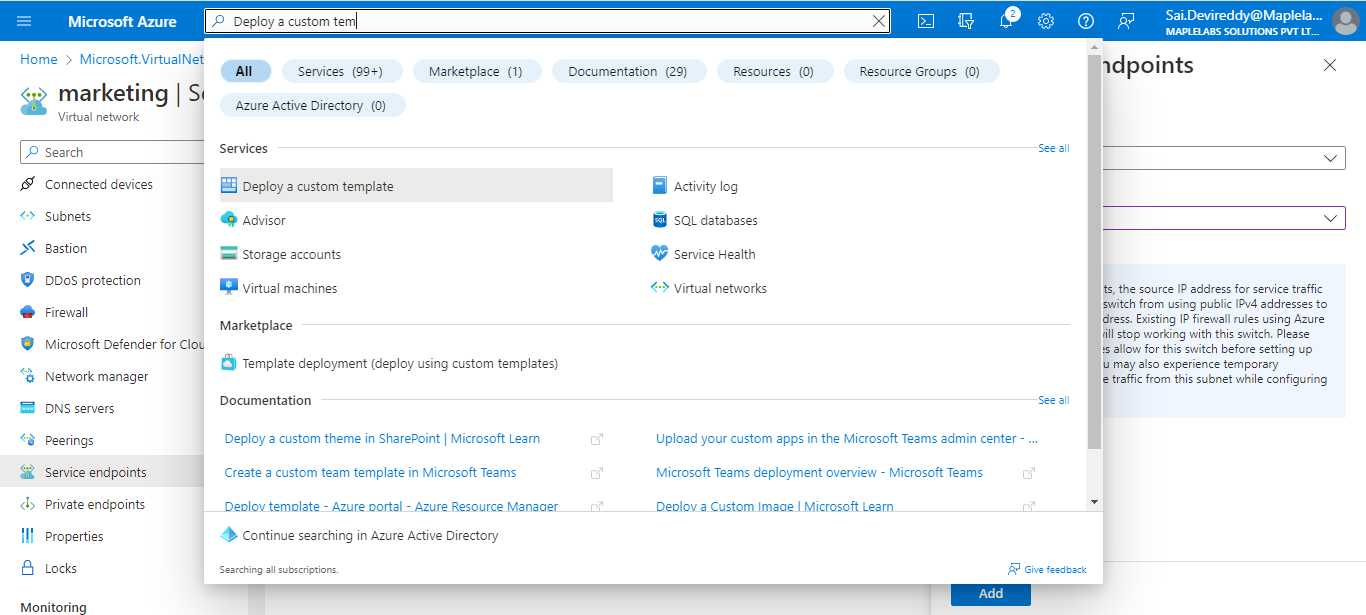 Microsoft Azure
Deploy a custom tem
2
Sai.Devireddy@Maplela...
MAPLELABS SOLUTIONS PVT LT...
Home > Microsoft.VirtualNet
marketing | Se
Virtual network
Search
Connected devices
Subnets
Bastion
DDoS protection
Firewall
Microsoft Defender for Clou
Network manager
DNS servers
Peerings
Service endpoints
Private endpoints
Properties
Locks
Monitoring
All
Services (99+)
Marketplace (1)
Documentation (29)
Resources (0)
Resource Groups (0)
Azure Active Directory (0)
Services
See all
Deploy a custom template
Activity log
Advisor
SQL databases
Storage accounts
Service Health
Virtual machines
Virtual networks
Marketplace
Template deployment (deploy using custom templates)
Documentation
See all
Deploy a custom theme in SharePoint | Microsoft Learn
Upload your custom apps in the Microsoft Teams admin center - ...
Create a custom team template in Microsoft Teams
Microsoft Teams deployment overview - Microsoft Teams
Deploy template - Azure portal - Azure Resource Manager
Deploy a Custom Image | Microsoft Learn
Continue searching in Azure Active Directory
Searching all subscriptions.
Give feedback
ndpoints
ts, the source IP address for service traffic
switch from using public IPv4 addresses to
dress. Existing IP firewall rules using Azure
vill stop working with this switch. Please
es allow for this switch before setting up
u may also experience temporary
e traffic from this subnet while configuring
Add